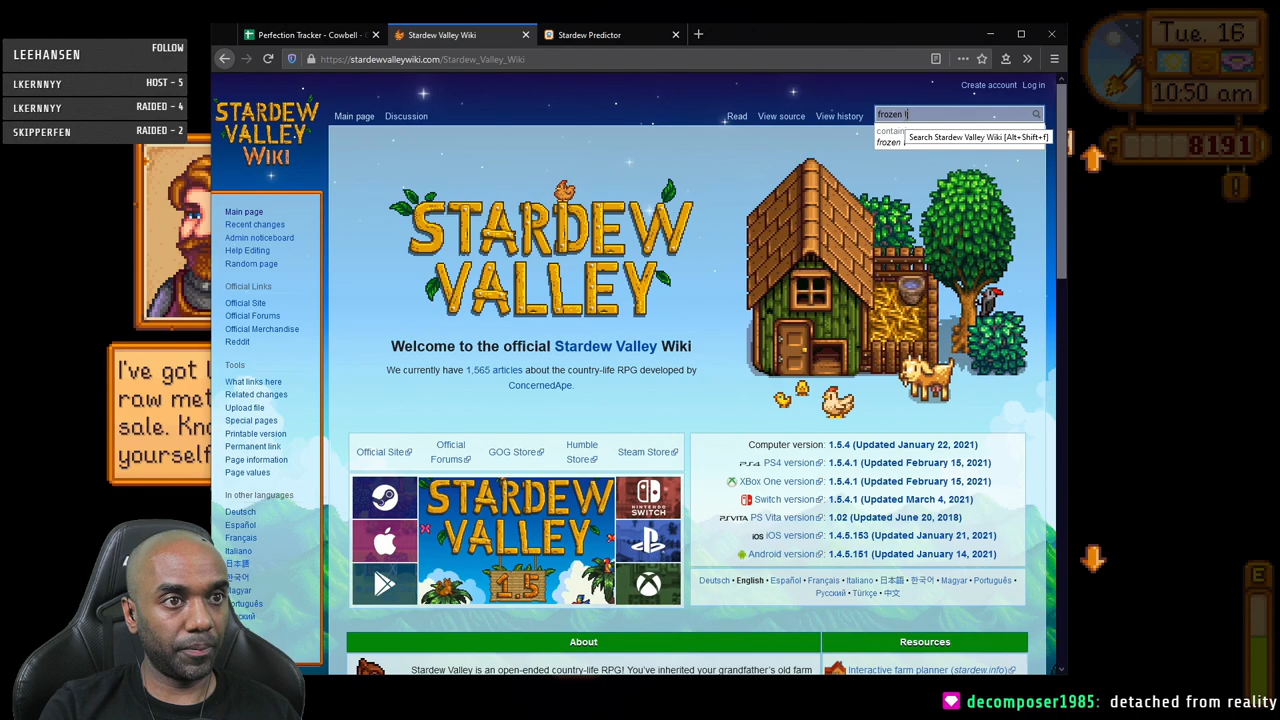 LEEHANSEN FOLLOW
LKERNNYY HOST - 5
LKERNNYY RAIDED - 4
SKIPPERFEN RAIDED - 2
Perfection Tracker - Cowbell -
Stardew Valley Wiki
Stardew Predictor
https://stardewvalleywiki.com/Stardew_Valley_Wiki
Create account Log in
STARDEW
VALLEY
WIKI
Main page Discussion
Read View source View history
frozen
Search Stardew Valley Wiki [Alt+Shift+f]
frozen
Tue. 16
10:50 am
8191
Main page
Recent changes
Admin noticeboard
Help Editing
Random page
Official Links
Official Site
Official Forums
Official Merchandise
Reddit
Tools
What links here
Related changes
Upload file
Special pages
Printable version
Permanent link
Page information
Page values
In other languages
Deutsch
Español
Français
Italiano
日本語
한국어
STARDEW
VALLEY
Welcome to the official Stardew Valley Wiki
We currently have 1,565 articles about the country-life RPG developed by
ConcernedApe.
Official Site
Official Forums
GOG Store
Humble Store
Steam Store
STARDEW
VALLEY
1.5
NINTENDO
SWITCH
Computer version: 1.5.4 (Updated January 22, 2021)
PS4 version: 1.5.4.1 (Updated February 15, 2021)
XBox One version: 1.5.4.1 (Updated February 15, 2021)
Switch version: 1.5.4.1 (Updated March 4, 2021)
PSVITA PS Vita version: 1.02 (Updated June 20, 2018)
iOS iOS version: 1.4.5.153 (Updated January 21, 2021)
Android version: 1.4.5.151 (Updated January 14, 2021)
Deutsch · English · Español · Français · Italiano · 日本語 · 한국어 · Magyar · Português ·
Русский · Türkçe · 中文
About
Resources
Stardew Valley is an open-ended country-life RPG! You've inherited your grandfather's old farm
Interactive farm planner (stardew.info)
I've got
raw
sale.
yourself
E
decomposer1985: detached from reality